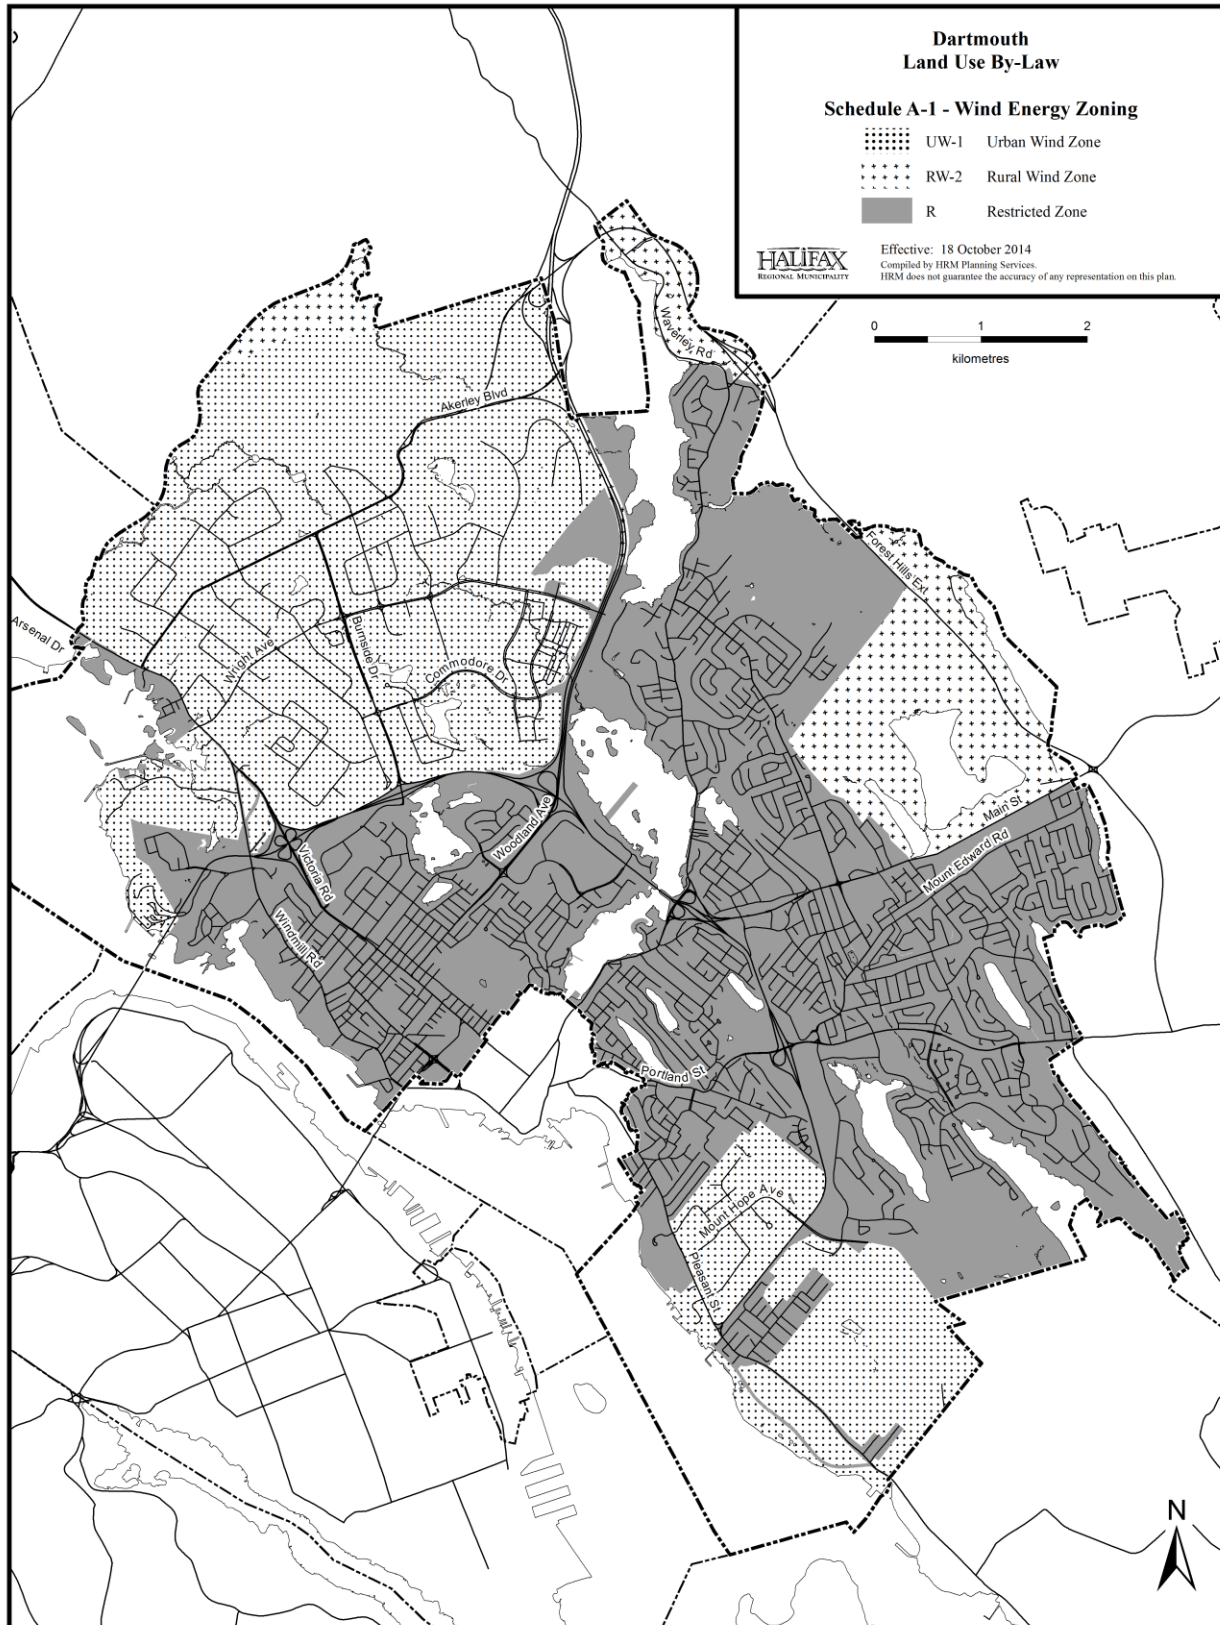 Dartmouth
Land Use By-Law
Schedule A-1 - Wind Energy Zoning
UW-1 Urban Wind Zone
RW-2 Rural Wind Zone
R Restricted Zone
HALIFAX
REGIONAL MUNICIPALITY
Effective: 18 October 2014
Compiled by HRM Planning Services.
HRM does not guarantee the accuracy of any representation on this plan.
0 1 2
kilometres
Waverley Rd
Akerley Blvd
Forest Hills Ext
Arsenal Dr
Wright Ave
Burnside Dr
Commodore Dr
Main St
Mount Edward Rd
Woodland Ave
Victoria Rd
Windmill Rd
Portland St
Mount Hope Ave
Pleasant St
N